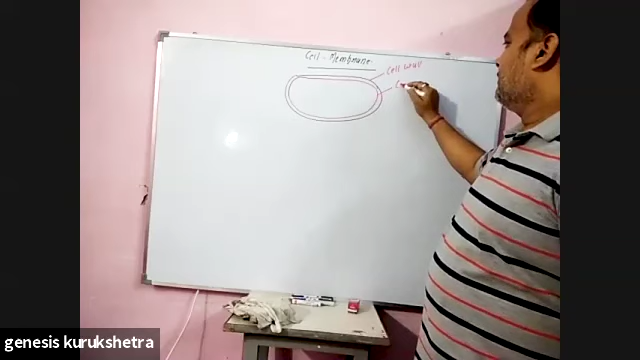 Cell - Membrane
Cell wall
genesis kurukshetra